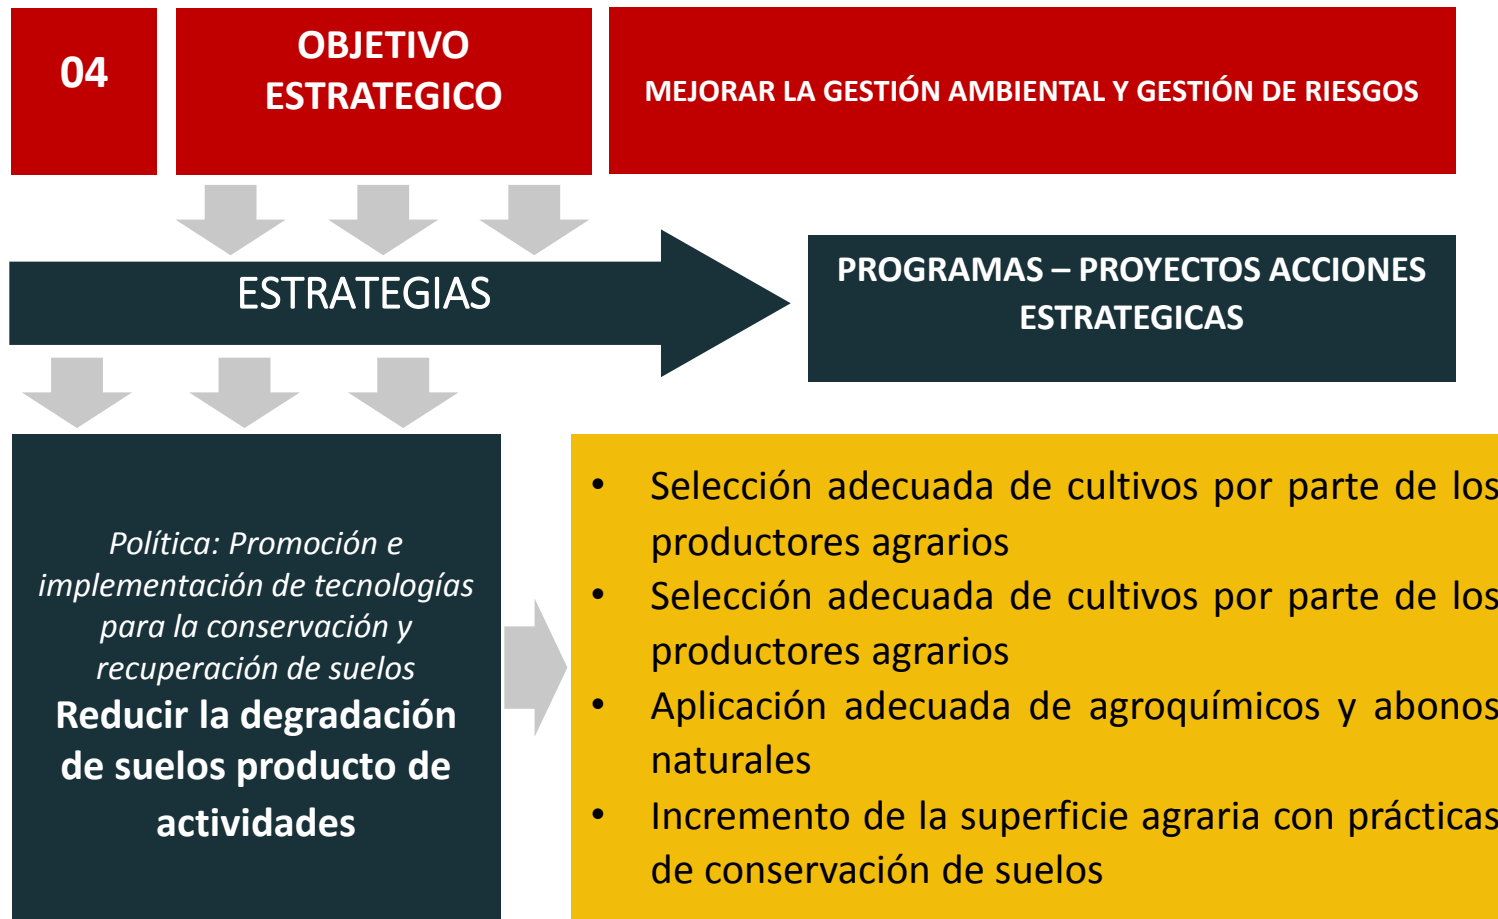 04
OBJETIVO
ESTRATEGICO
MEJORAR LA GESTIÓN AMBIENTAL Y GESTIÓN DE RIESGOS
ESTRATEGIAS
PROGRAMAS – PROYECTOS ACCIONES
ESTRATEGICAS
Política: Promoción e
implementación de tecnologías
para la conservación y
recuperación de suelos
Reducir la degradación
de suelos producto de
actividades
• Selección adecuada de cultivos por parte de los
productores agrarios
• Selección adecuada de cultivos por parte de los
productores agrarios
• Aplicación adecuada de agroquímicos y abonos
naturales
• Incremento de la superficie agraria con prácticas
de conservación de suelos